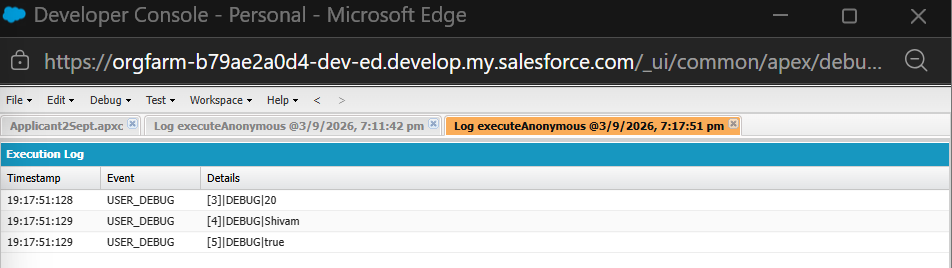 Developer Console - Personal - Microsoft Edge
https://orgfarm-b79ae2a0d4-dev-ed.develop.my.salesforce.com/_ui/common/apex/debu...
File Edit Debug Test Workspace Help < >
Applicant2Sept.apxc Log executeAnonymous @3/9/2026, 7:11:42 pm Log executeAnonymous @3/9/2026, 7:17:51 pm
Execution Log
Timestamp Event Details
19:17:51:128 USER_DEBUG [3]|DEBUG|20
19:17:51:129 USER_DEBUG [4]|DEBUG|Shivam
19:17:51:129 USER_DEBUG [5]|DEBUG|true